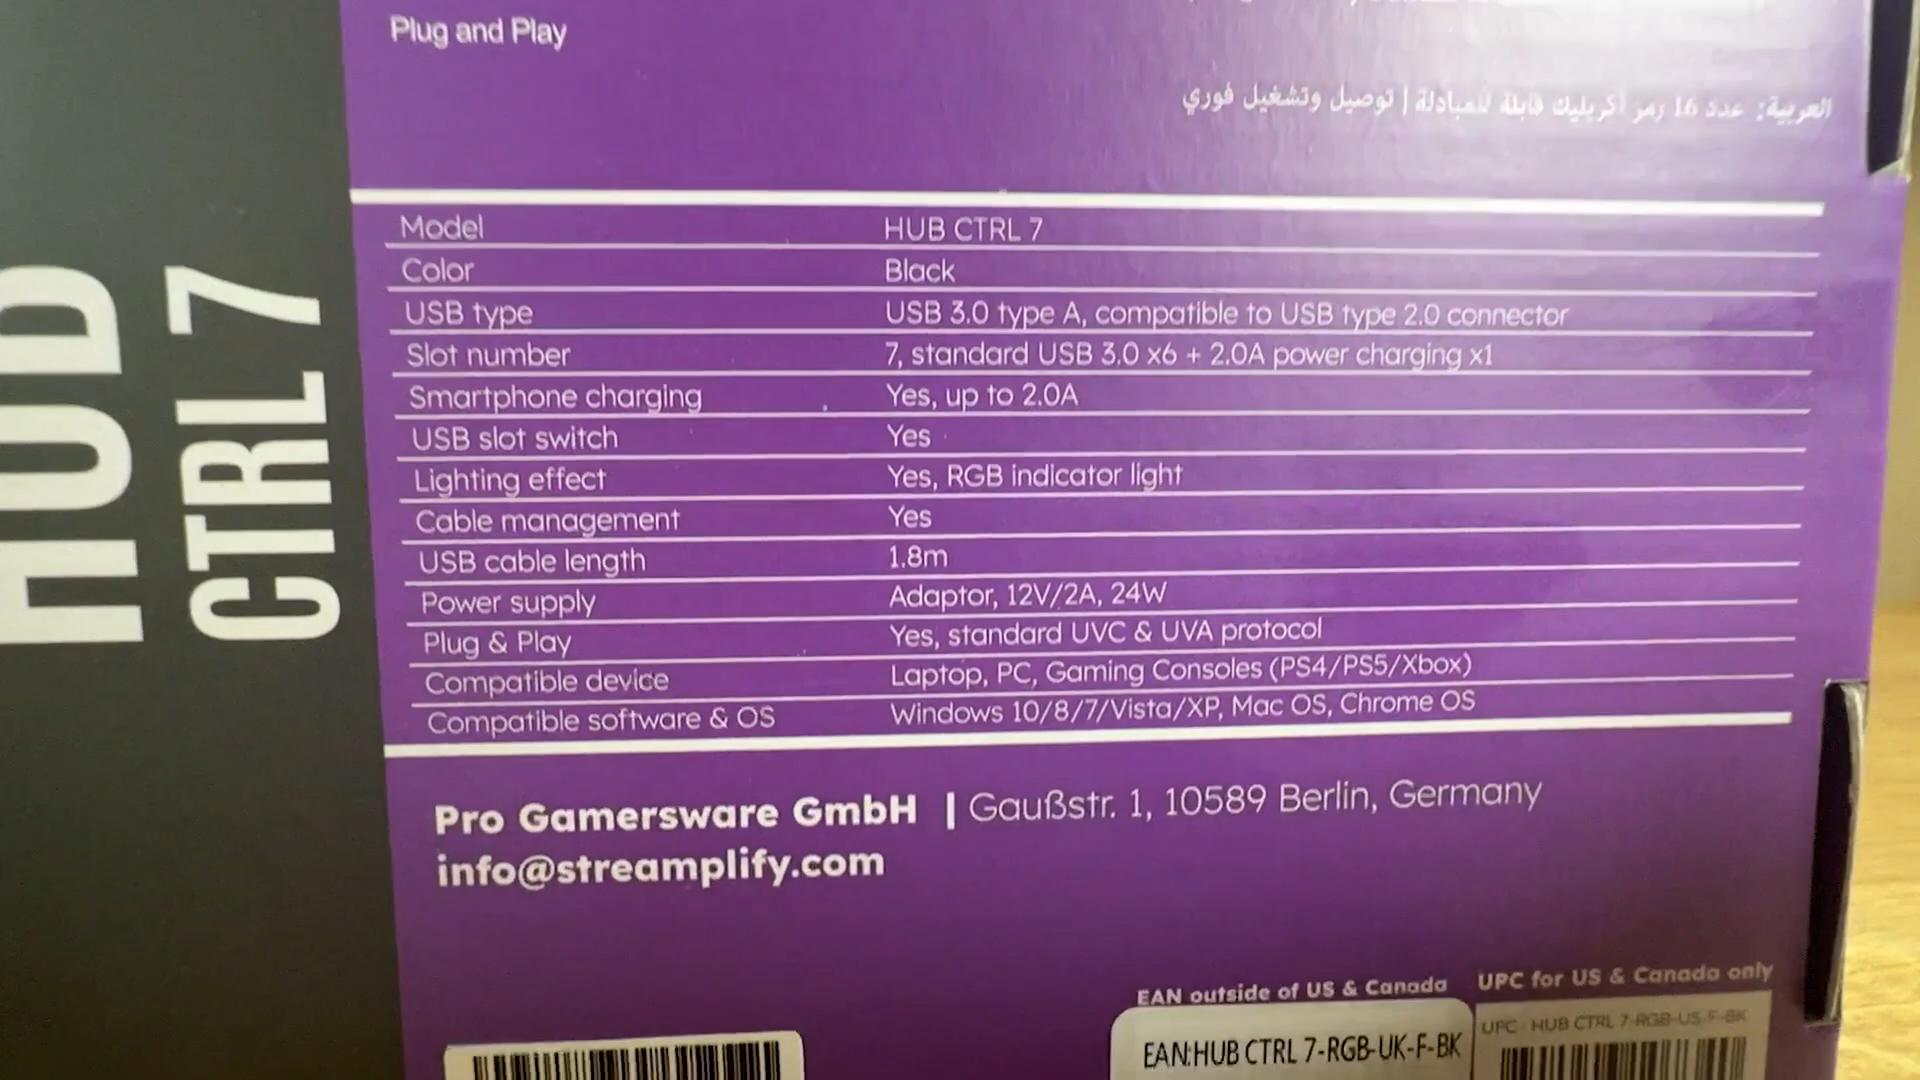 Plug and Play
العربية: عدد 16 رمز أكريليك قابلة للمبادلة | توصيل وتشغيل فوري
HUB
CTRL 7
Model HUB CTRL 7
Color Black
USB type USB 3.0 type A, compatible to USB type 2.0 connector
Slot number 7, standard USB 3.0 x6 + 2.0A power charging x1
Smartphone charging Yes, up to 2.0A
USB slot switch Yes
Lighting effect Yes, RGB indicator light
Cable management Yes
USB cable length 1.8m
Power supply Adaptor, 12V/2A, 24W
Plug & Play Yes, standard UVC & UVA protocol
Compatible device Laptop, PC, Gaming Consoles (PS4/PS5/Xbox)
Compatible software & OS Windows 10/8/7/Vista/XP, Mac OS, Chrome OS
Pro Gamersware GmbH | Gaußstr. 1, 10589 Berlin, Germany
info@streamplify.com
EAN outside of US & Canada
UPC for US & Canada only
EAN:HUB CTRL 7-RGB-UK-F-BK
UPC : HUB CTRL 7-RGB-US-F-BK